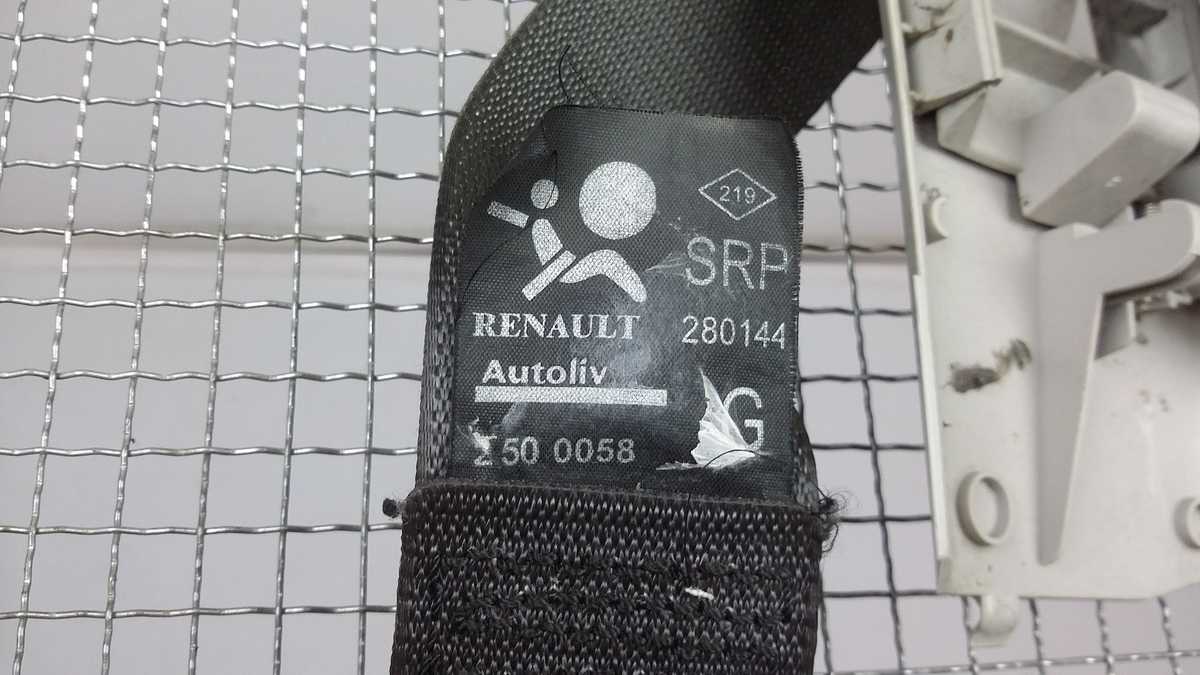 219
SRP
RENAULT
280144
Autoliv
G
50 0058